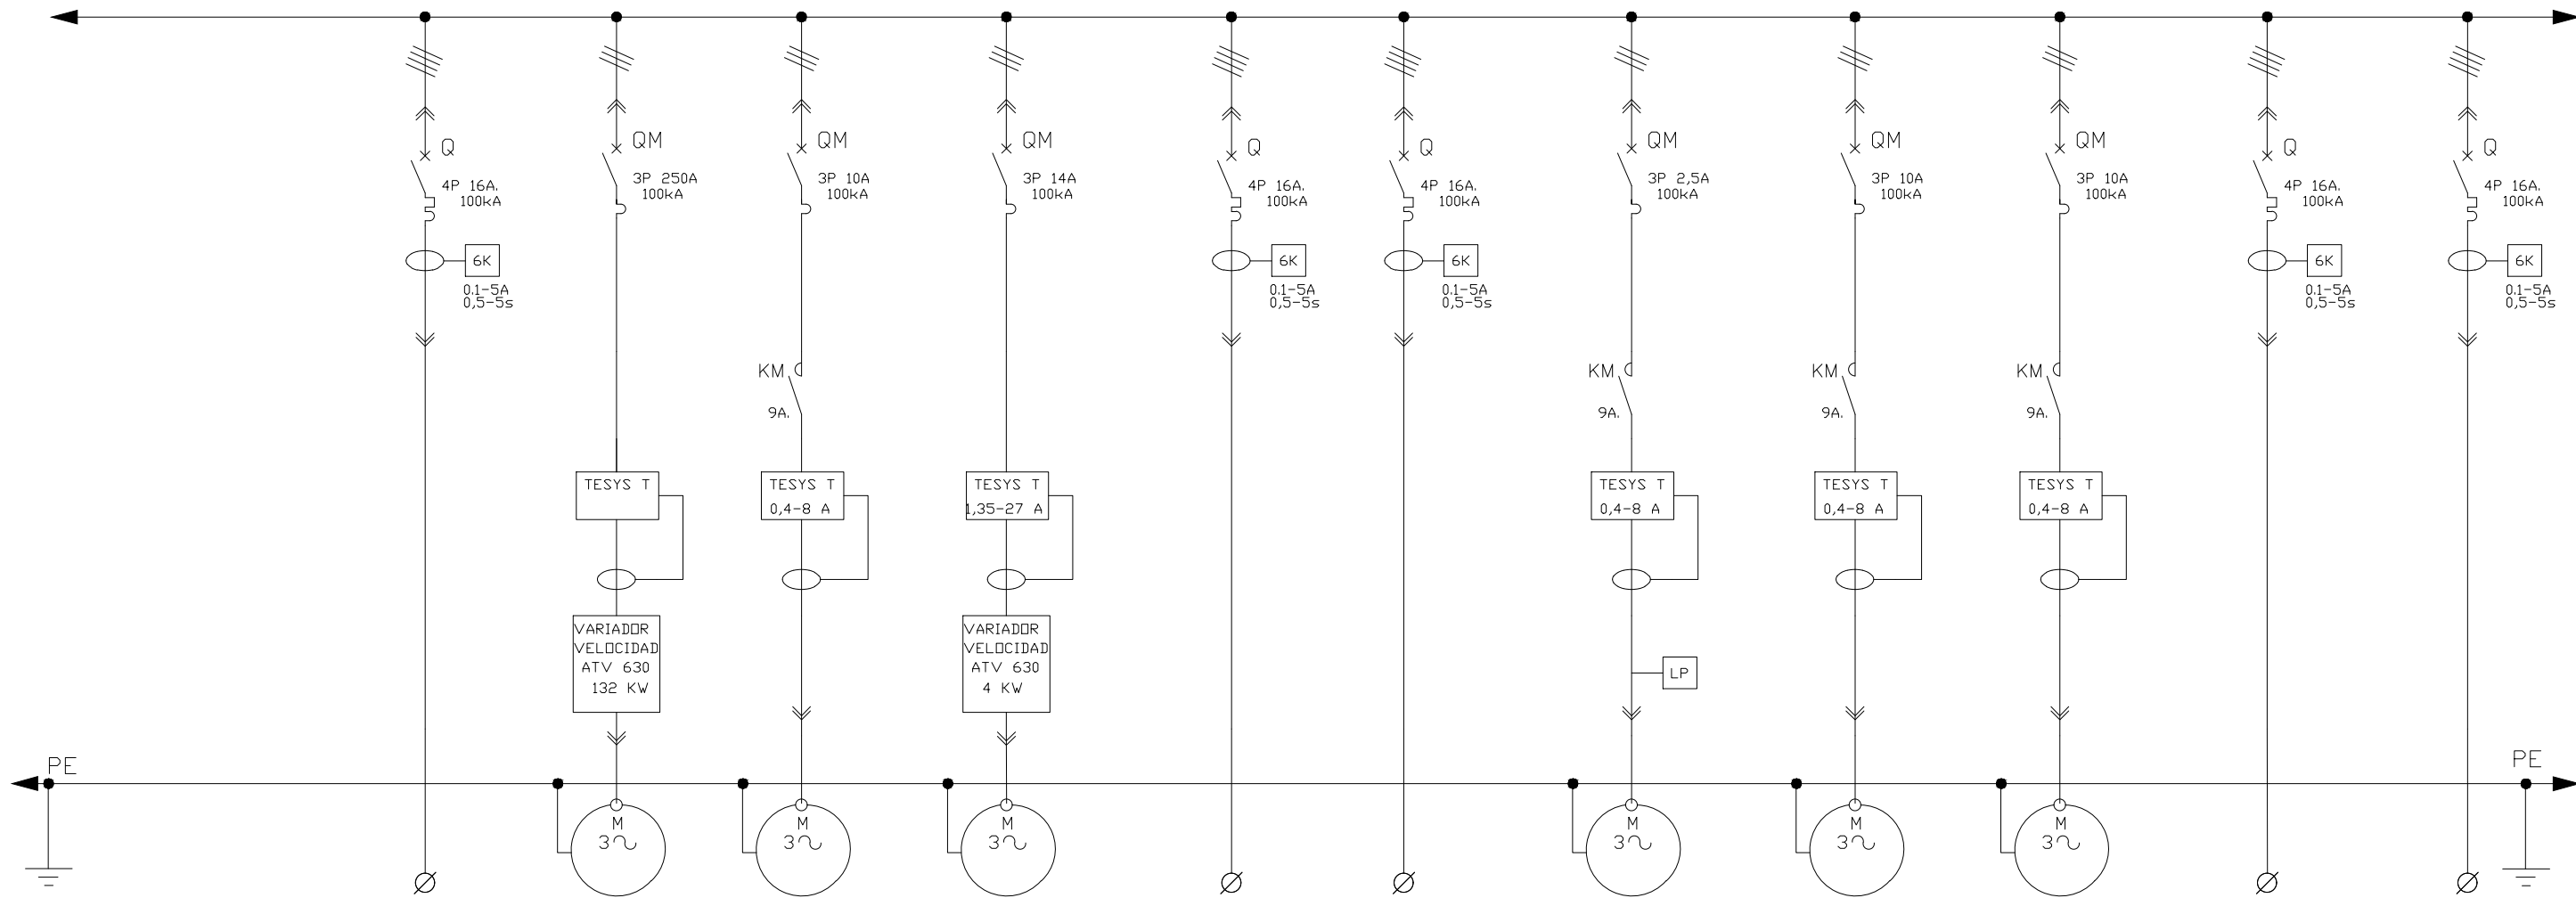 Q
4P 16A.
100kA
6K
0.1-5A
0,5-5s
QM
3P 250A
100kA
TESYS T
VARIADOR
VELOCIDAD
ATV 630
132 KW
M
3
QM
3P 10A
100kA
KM
9A.
TESYS T
0,4-8 A
M
3
QM
3P 14A
100kA
TESYS T
1,35-27 A
VARIADOR
VELOCIDAD
ATV 630
4 KW
M
3
Q
4P 16A.
100kA
6K
0.1-5A
0,5-5s
Q
4P 16A.
100kA
6K
0.1-5A
0,5-5s
QM
3P 2,5A
100kA
KM
9A.
TESYS T
0,4-8 A
LP
M
3
QM
3P 10A
100kA
KM
9A.
TESYS T
0,4-8 A
M
3
QM
3P 10A
100kA
KM
9A.
TESYS T
0,4-8 A
M
3
Q
4P 16A.
100kA
6K
0.1-5A
0,5-5s
Q
4P 16A.
100kA
6K
0.1-5A
0,5-5s
PE
PE